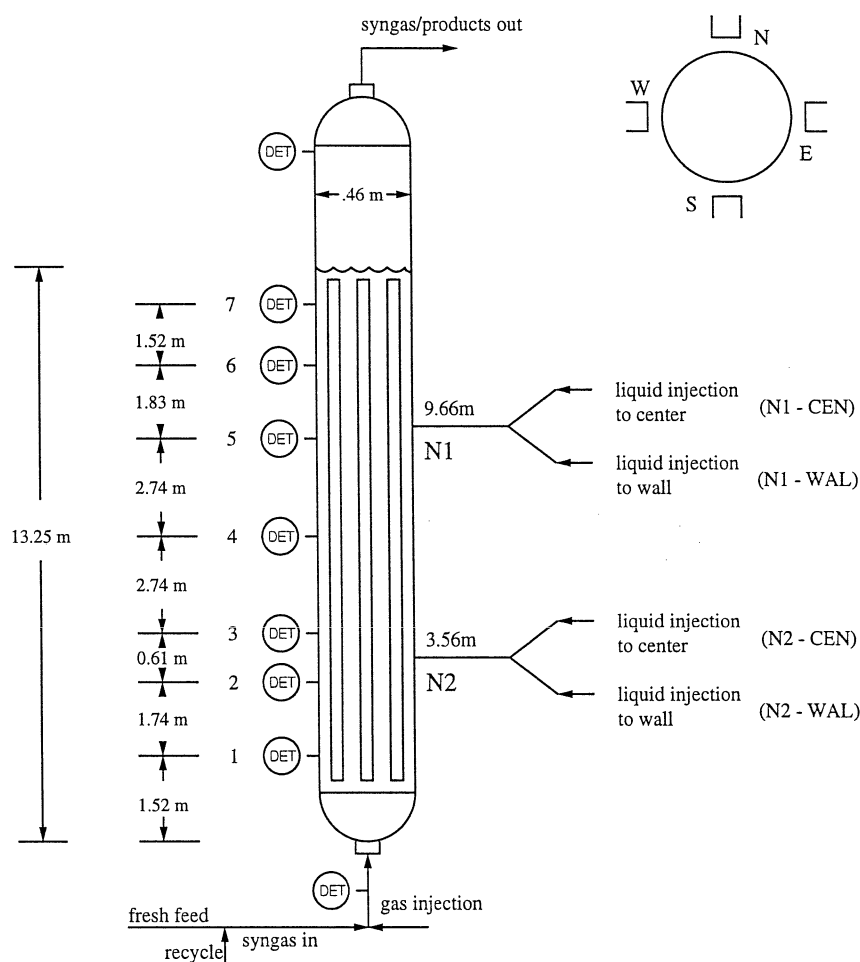 syngas/products out
N
W
E
S
DET
.46 m
7
DET
1.52 m
6
DET
1.83 m
9.66m
liquid injection
to center
(N1 - CEN)
5
DET
N1
liquid injection
to wall
(N1 - WAL)
2.74 m
13.25 m
4
DET
2.74 m
3
DET
3.56m
liquid injection
to center
(N2 - CEN)
0.61 m
2
DET
N2
liquid injection
to wall
(N2 - WAL)
1.74 m
1
DET
1.52 m
DET
gas injection
fresh feed
syngas in
recycle